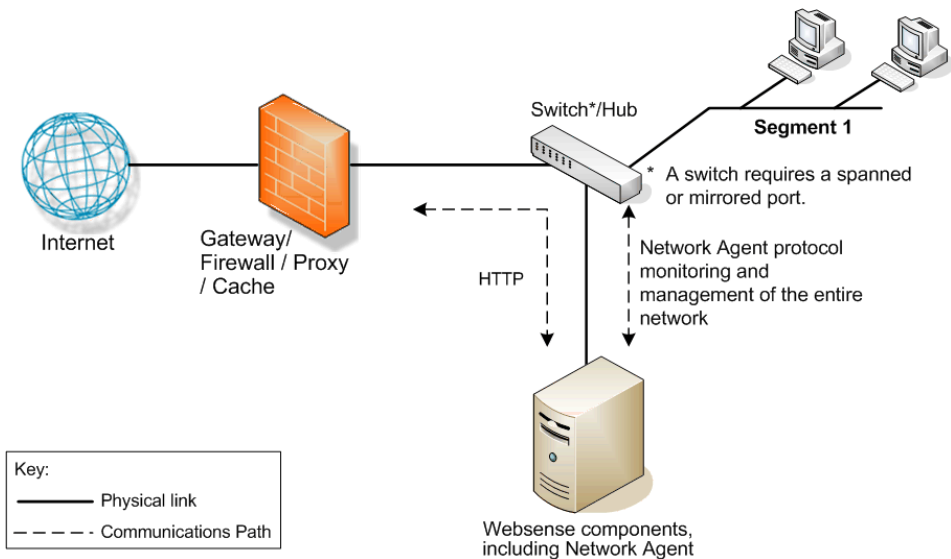 Switch*/Hub
Segment 1
* A switch requires a spanned
or mirrored port.
Internet
Gateway/
Firewall / Proxy
/ Cache
HTTP
Network Agent protocol
monitoring and
management of the entire
network
Key:
Physical link
Communications Path
Websense components,
including Network Agent